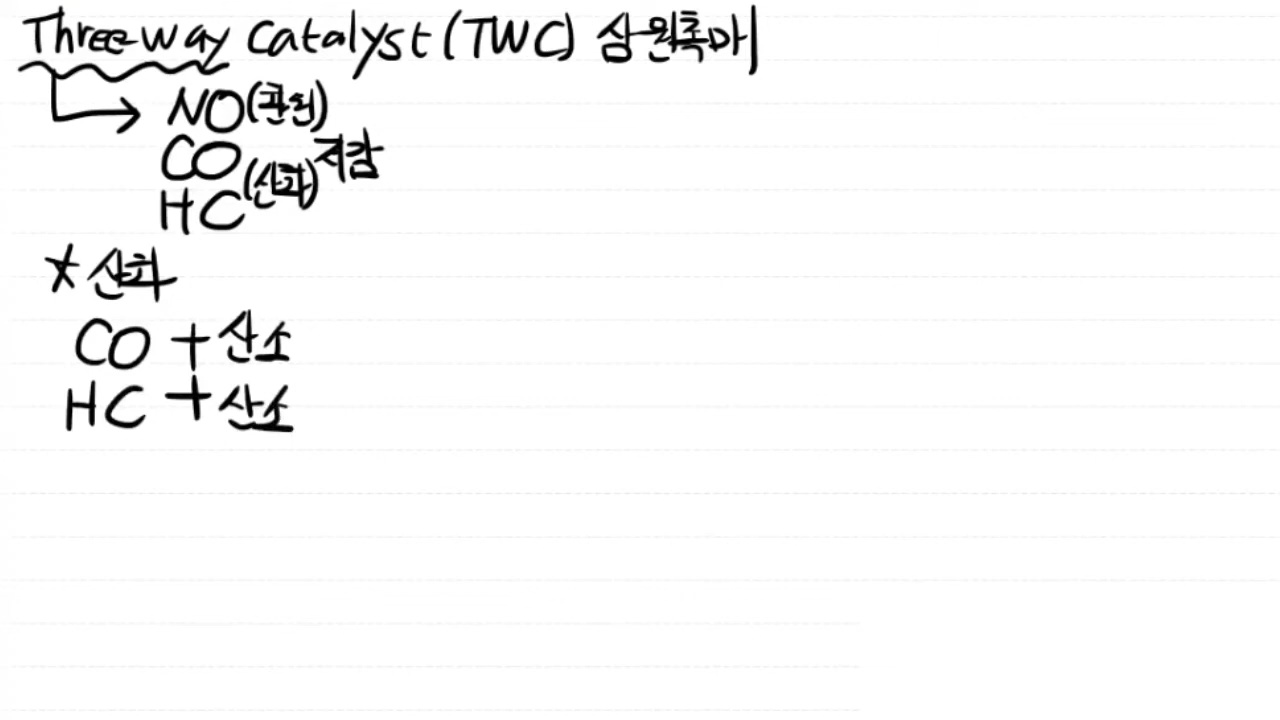 Three-way Catalyst (TWC) 삼원촉매
NO (환원)
CO 저감
HC (산화)
* 산화
CO + 산소
HC + 산소